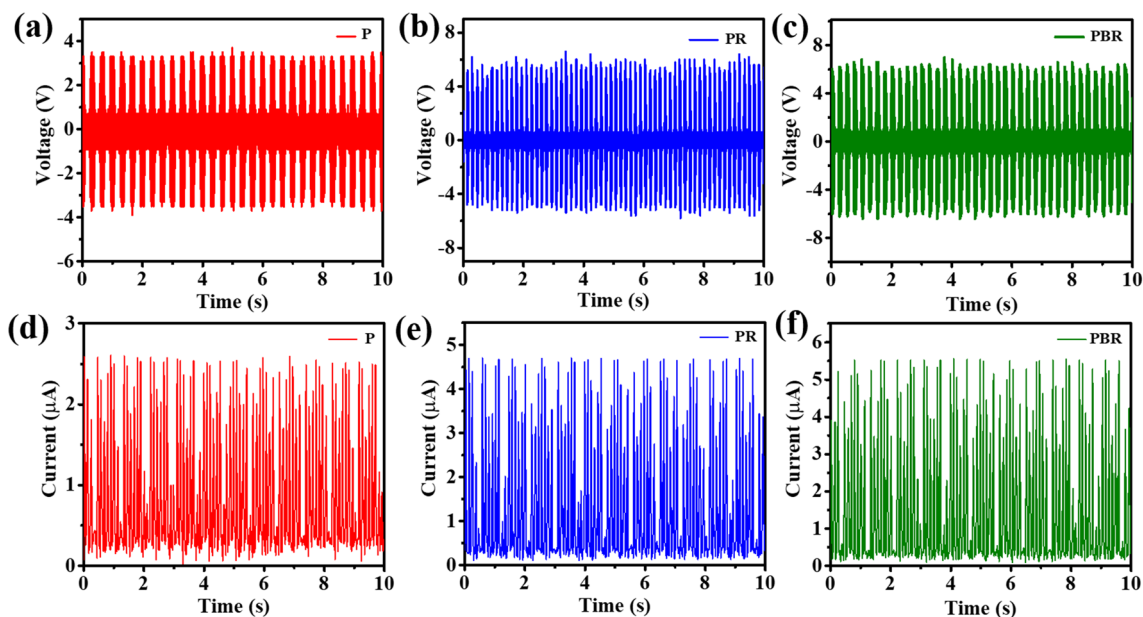 (a)
P
Voltage (V)
4
2
0
-2
-4
-6
0 2 4 6 8 10
Time (s)
(b)
PR
Voltage (V)
8
4
0
-4
-8
0 2 4 6 8 10
Time (s)
(c)
PBR
Voltage (V)
8
4
0
-4
-8
0 2 4 6 8 10
Time (s)
(d)
P
Current (μA)
3
2
1
0
0 2 4 6 8 10
Time (s)
(e)
PR
Current (μA)
5
4
3
2
1
0
0 2 4 6 8 10
Time (s)
(f)
PBR
Current (μA)
6
5
4
3
2
1
0
0 2 4 6 8 10
Time (s)